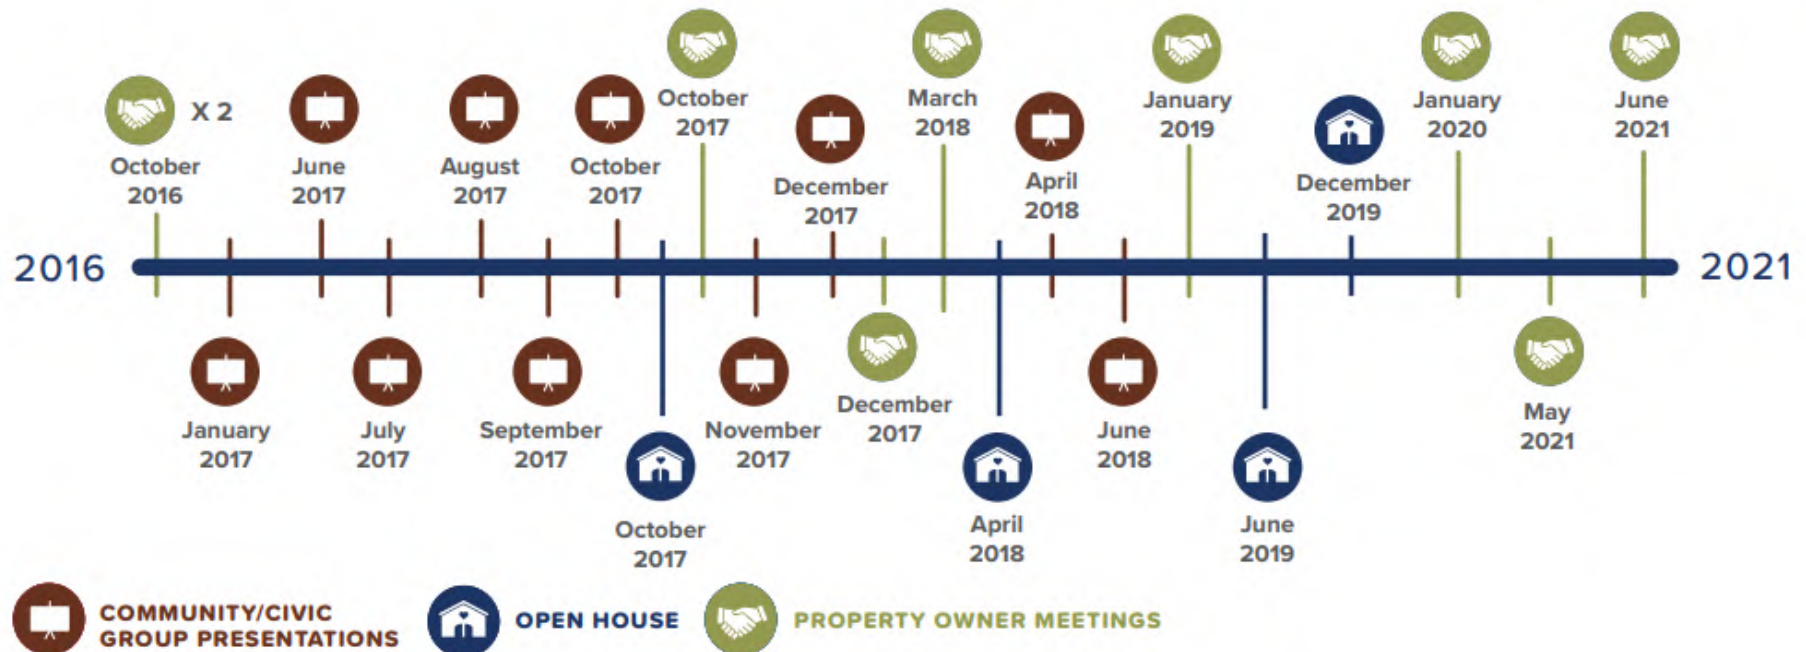 2016
X 2
October
2016
January
2017
June
2017
July
2017
August
2017
September
2017
October
2017
October
2017
October
2017
November
2017
December
2017
December
2017
March
2018
April
2018
April
2018
June
2018
January
2019
June
2019
December
2019
January
2020
May
2021
June
2021
2021
COMMUNITY/CIVIC
GROUP PRESENTATIONS
OPEN HOUSE
PROPERTY OWNER MEETINGS